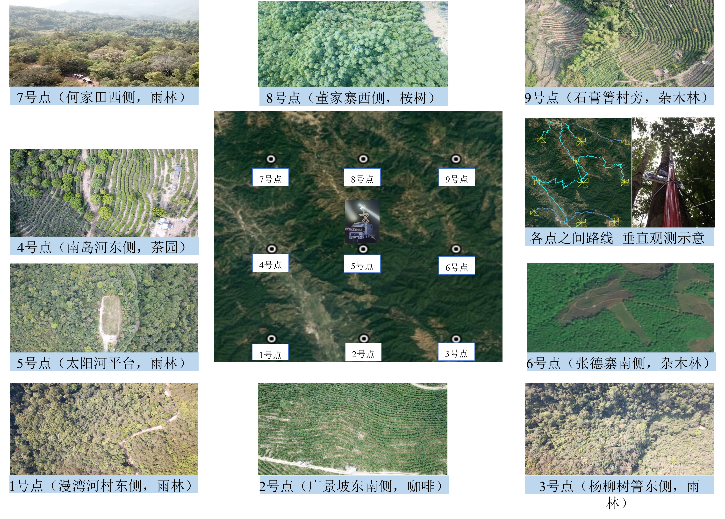 7号点（何家田西侧，雨林）
8号点（董家寨西侧，桉树）
9号点（石膏箐村旁，杂木林）
7号点
8号点
9号点
4号点（南岛河东侧，茶园）
各点之间路线 垂直观测示意
4号点
5号点
6号点
5号点（太阳河平台，雨林）
6号点（张德寨南侧，杂木林）
1号点
2号点
3号点
1号点（漫湾河村东侧，雨林）
2号点（广景坡东南侧，咖啡）
3号点（杨柳树箐东侧，雨
林）